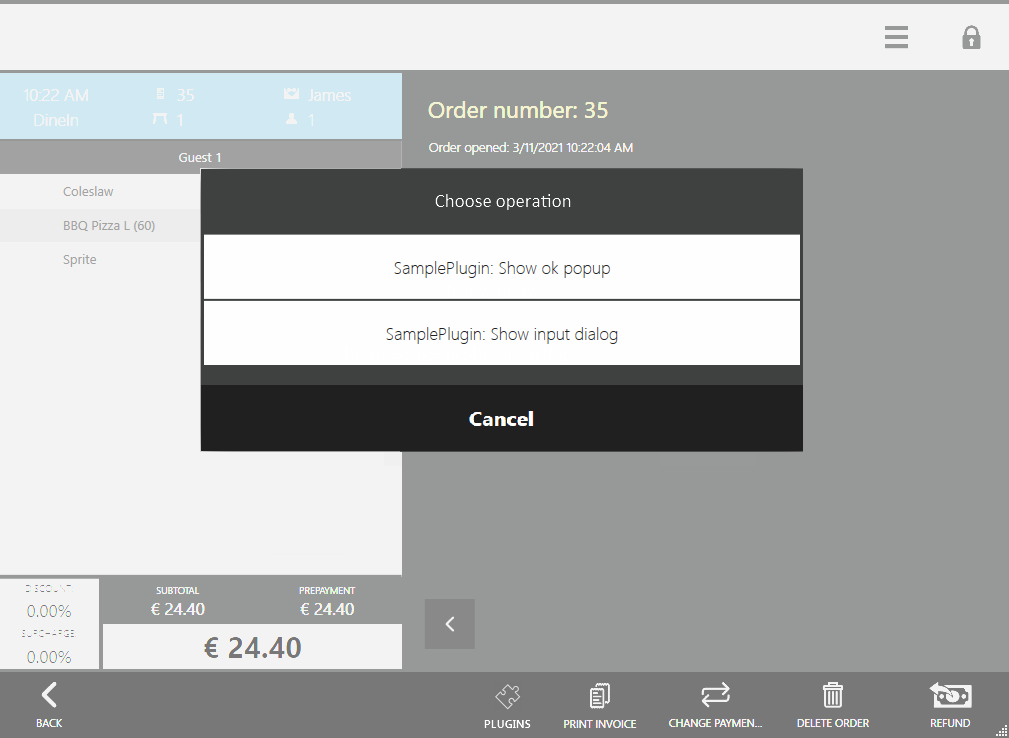 10:22 AM 35 James
DineIn 1 1
Guest 1
Coleslaw
BBQ Pizza L (60)
Sprite
Order number: 35
Order opened: 3/11/2021 10:22:04 AM
Choose operation
SamplePlugin: Show ok popup
SamplePlugin: Show input dialog
Cancel
DISCOUNT:
0.00%
SURCHARGE
0.00%
SUBTOTAL PREPAYMENT
€ 24.40 € 24.40
€ 24.40
BACK PLUGINS PRINT INVOICE CHANGE PAYMEN... DELETE ORDER REFUND